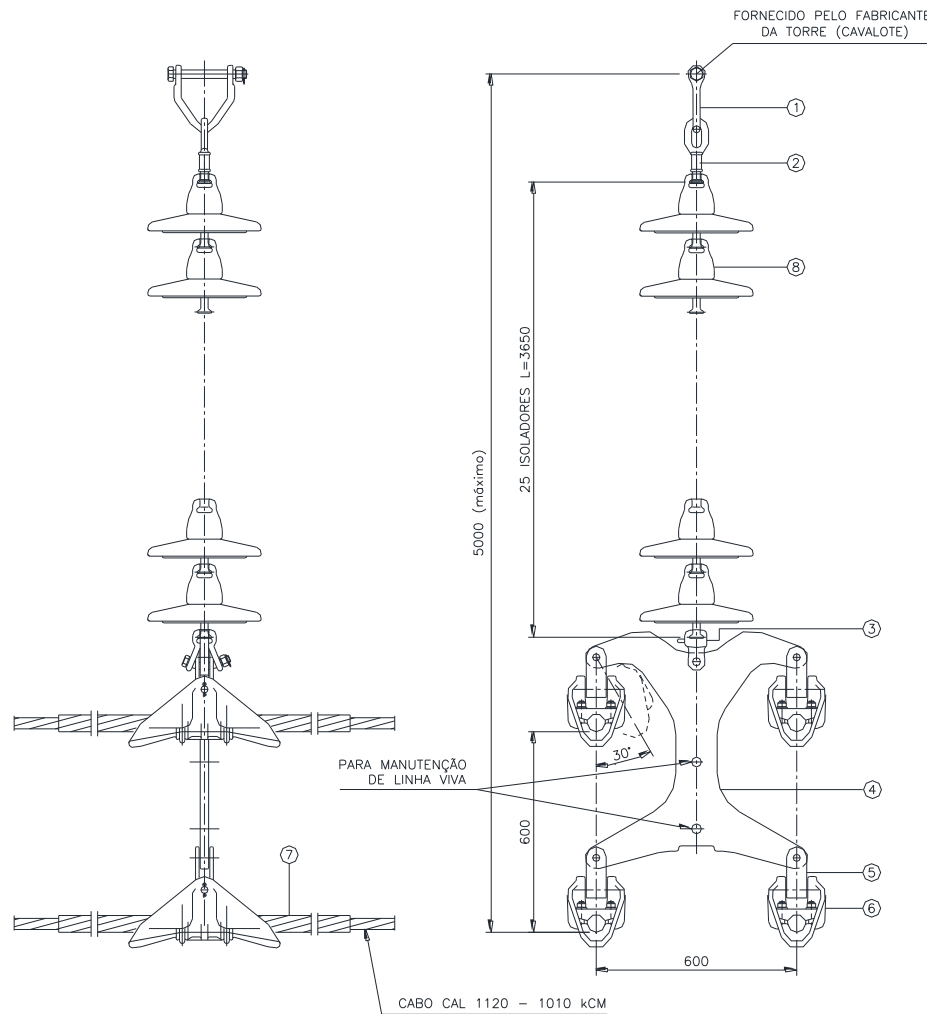 FORNECIDO PELO FABRICANTE
DA TORRE (CAVALOTE)
1
2
8
25 ISOLADORES L=3650
5000 (máximo)
3
30°
PARA MANUTENÇÃO
DE LINHA VIVA
4
600
7
5
6
600
CABO CAL 1120 – 1010 kCM